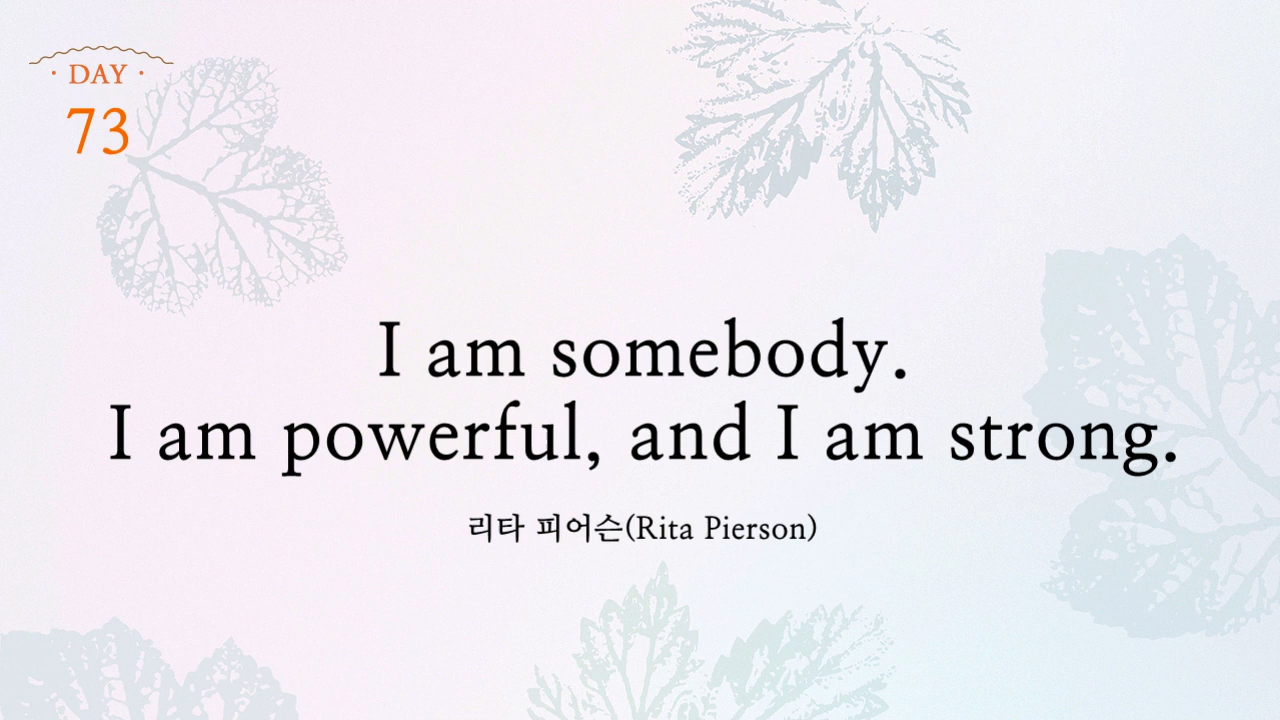 · DAY ·
73
I am somebody.
I am powerful, and I am strong.
리타 피어슨(Rita Pierson)